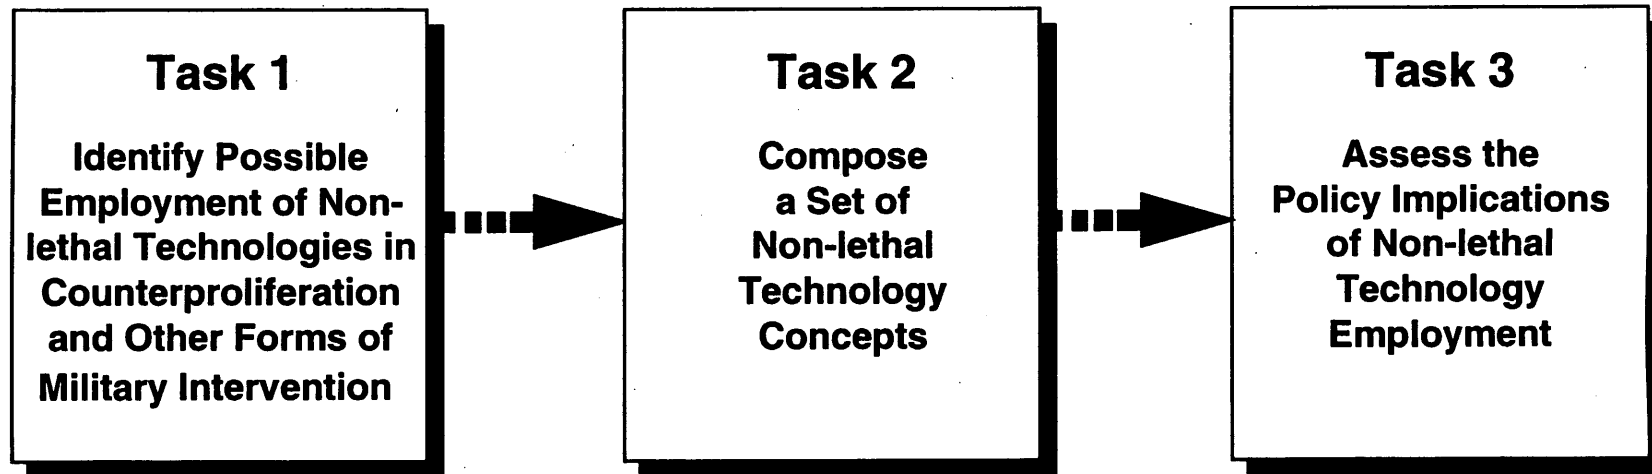 Task 1
Identify Possible
Employment of Non-
lethal Technologies in
Counterproliferation
and Other Forms of
Military Intervention
Task 2
Compose
a Set of
Non-lethal
Technology
Concepts
Task 3
Assess the
Policy Implications
of Non-lethal
Technology
Employment